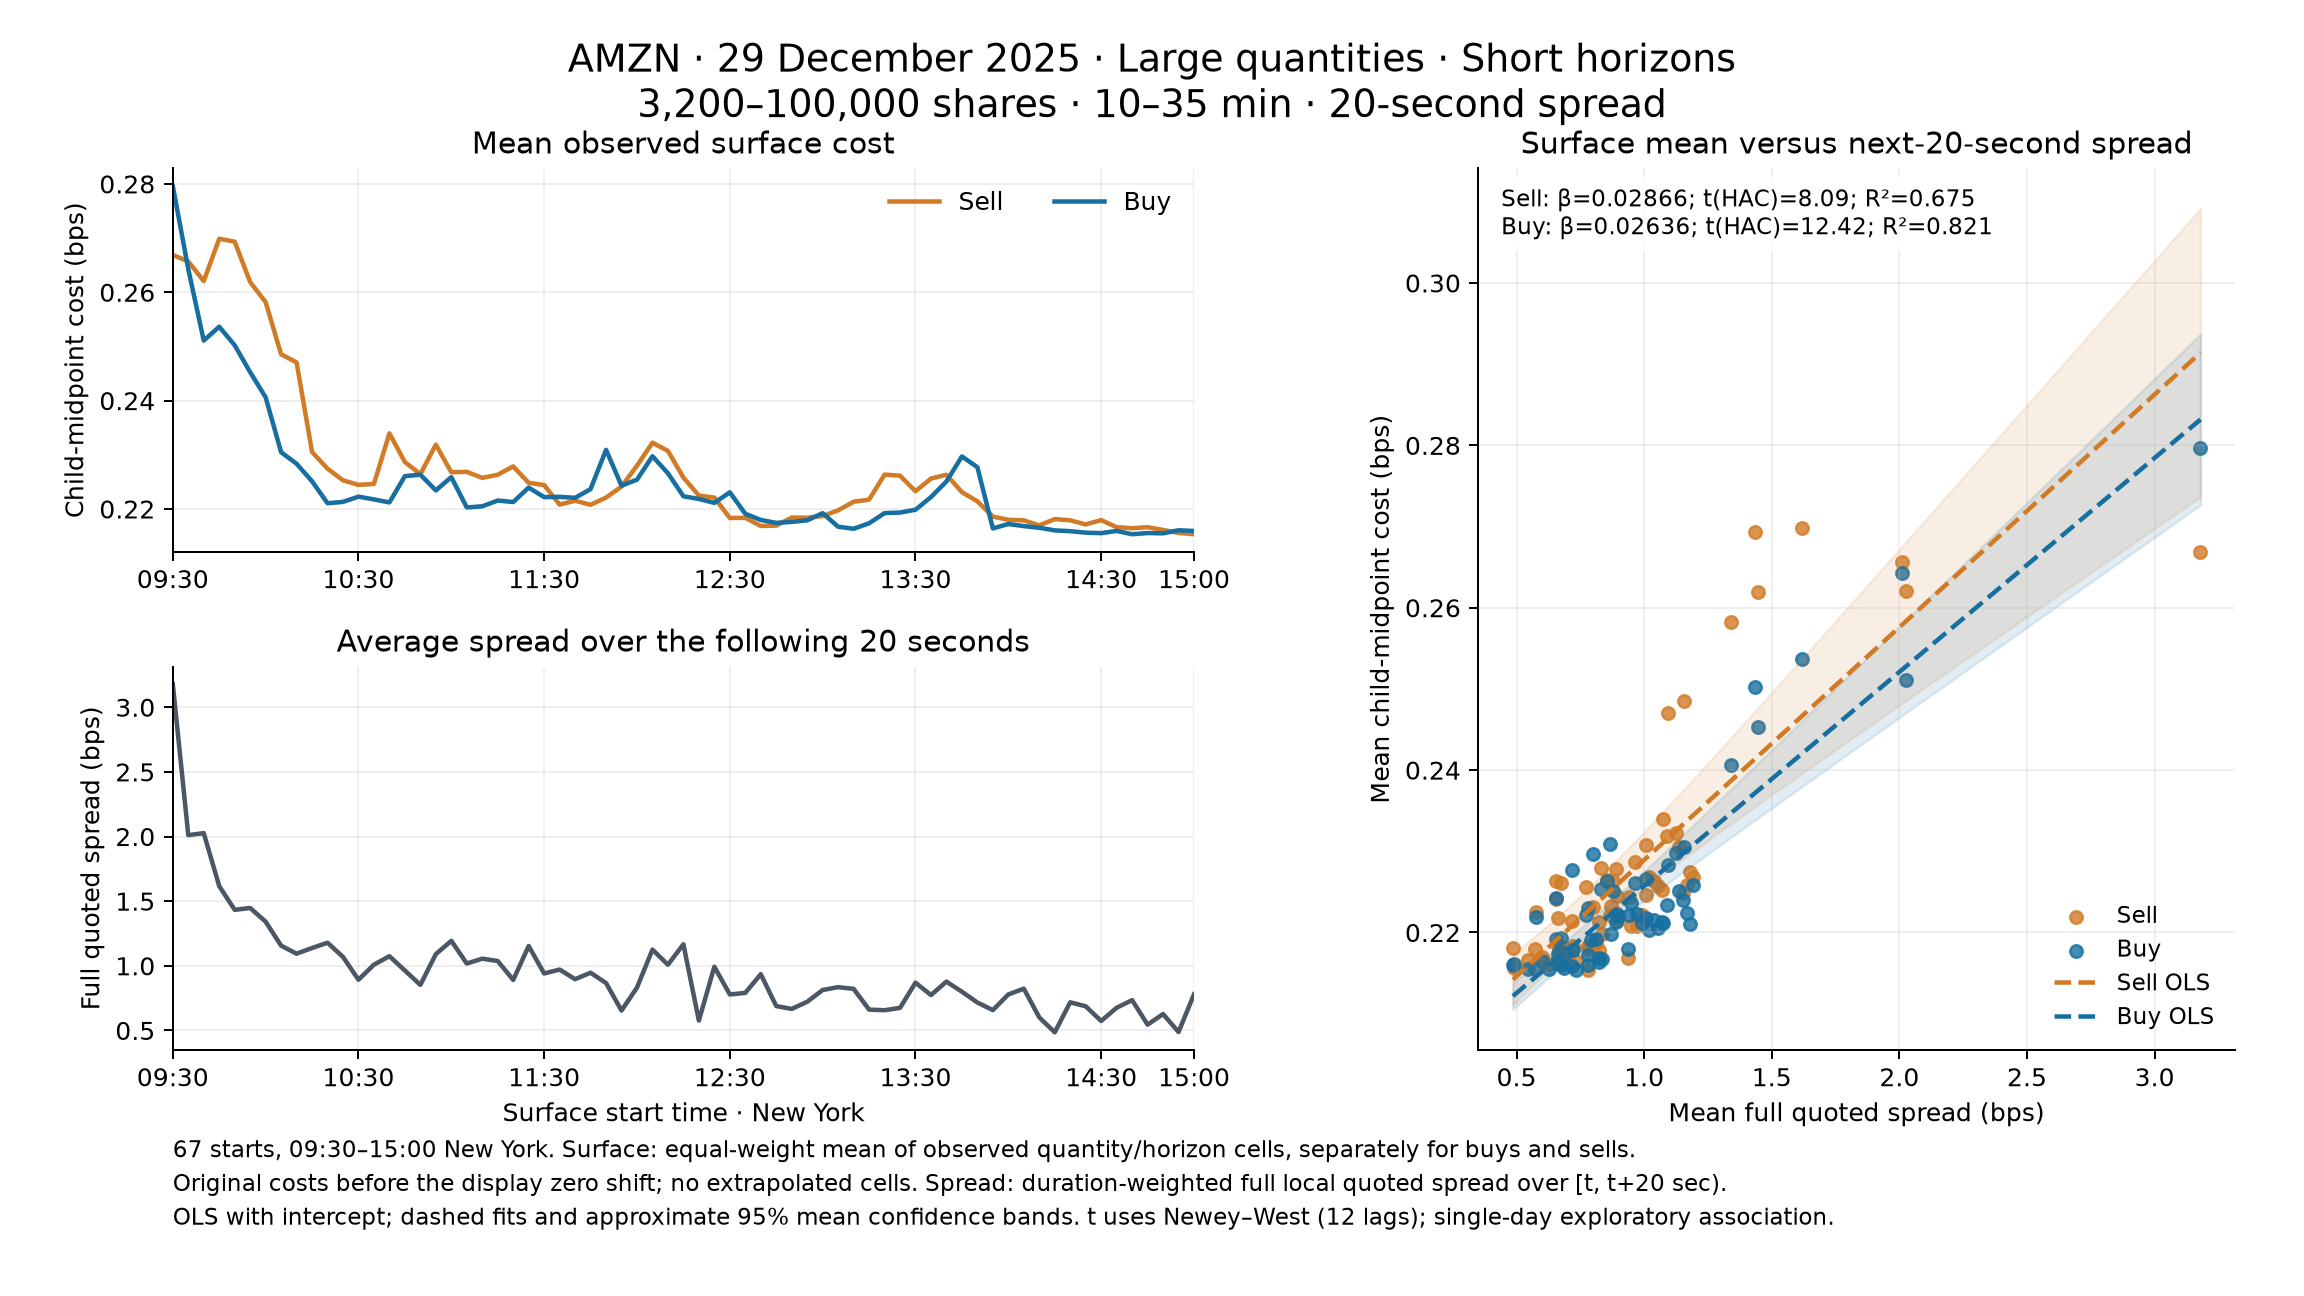 AMZN · 29 December 2025 · Large quantities · Short horizons
3,200–100,000 shares · 10–35 min · 20-second spread
Mean observed surface cost
Child-midpoint cost (bps)
0.28
0.26
0.24
0.22
Sell
Buy
09:30
10:30
11:30
12:30
13:30
14:30
15:00
Average spread over the following 20 seconds
Full quoted spread (bps)
3.0
2.5
2.0
1.5
1.0
0.5
09:30
10:30
11:30
12:30
13:30
14:30
15:00
Surface start time · New York
Surface mean versus next-20-second spread
Sell: β=0.02866; t(HAC)=8.09; R²=0.675
Buy: β=0.02636; t(HAC)=12.42; R²=0.821
Mean child-midpoint cost (bps)
0.30
0.28
0.26
0.24
0.22
Sell
Buy
Sell OLS
Buy OLS
0.5
1.0
1.5
2.0
2.5
3.0
Mean full quoted spread (bps)
67 starts, 09:30–15:00 New York. Surface: equal-weight mean of observed quantity/horizon cells, separately for buys and sells.
Original costs before the display zero shift; no extrapolated cells. Spread: duration-weighted full local quoted spread over [t, t+20 sec).
OLS with intercept; dashed fits and approximate 95% mean confidence bands. t uses Newey–West (12 lags); single-day exploratory association.